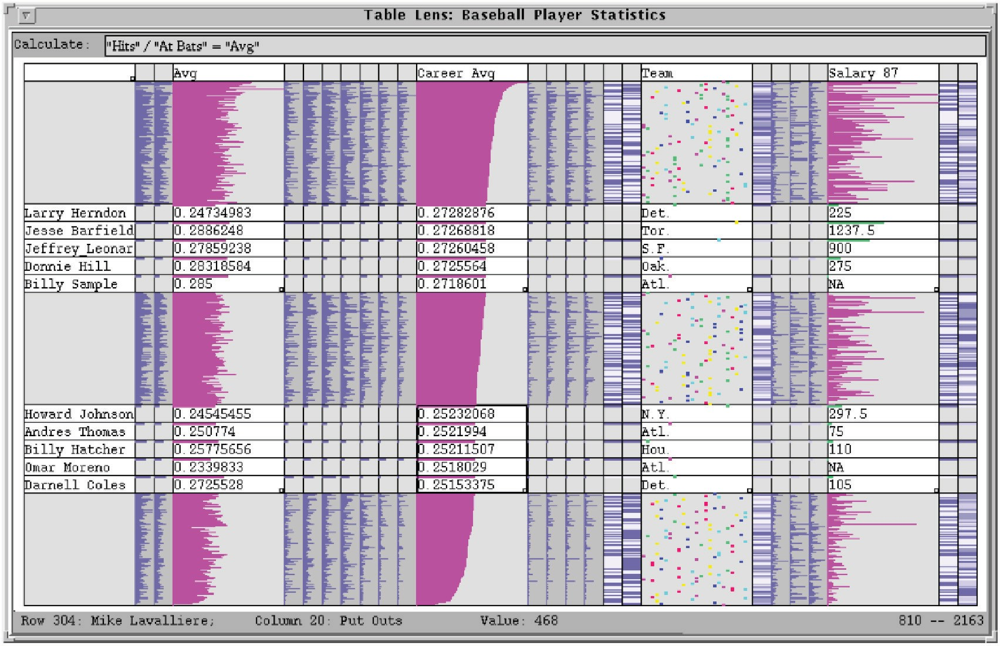 Table Lens: Baseball Player Statistics
Calculate: "Hits" / "At Bats" = "Avg"
Avg Career Avg Team Salary 87
Larry Herndon 0.24734983 0.27282876 Det. 225
Jesse Barfield 0.2886248 0.27268818 Tor. 1237.5
Jeffrey_Leonar 0.27859238 0.27260458 S.F. 900
Donnie Hill 0.28318584 0.2725564 Oak. 275
Billy Sample 0.285 0.2718601 Atl. NA
Howard Johnson 0.24545455 0.25232068 N.Y. 297.5
Andres Thomas 0.250774 0.2521994 Atl. 75
Billy Hatcher 0.25775656 0.25211507 Hou. 110
Omar Moreno 0.2339833 0.2518029 Atl. NA
Darnell Coles 0.2725528 0.25153375 Det. 105
Row 304: Mike Lavalliere; Column 20: Put Outs Value: 468 810 -- 2163